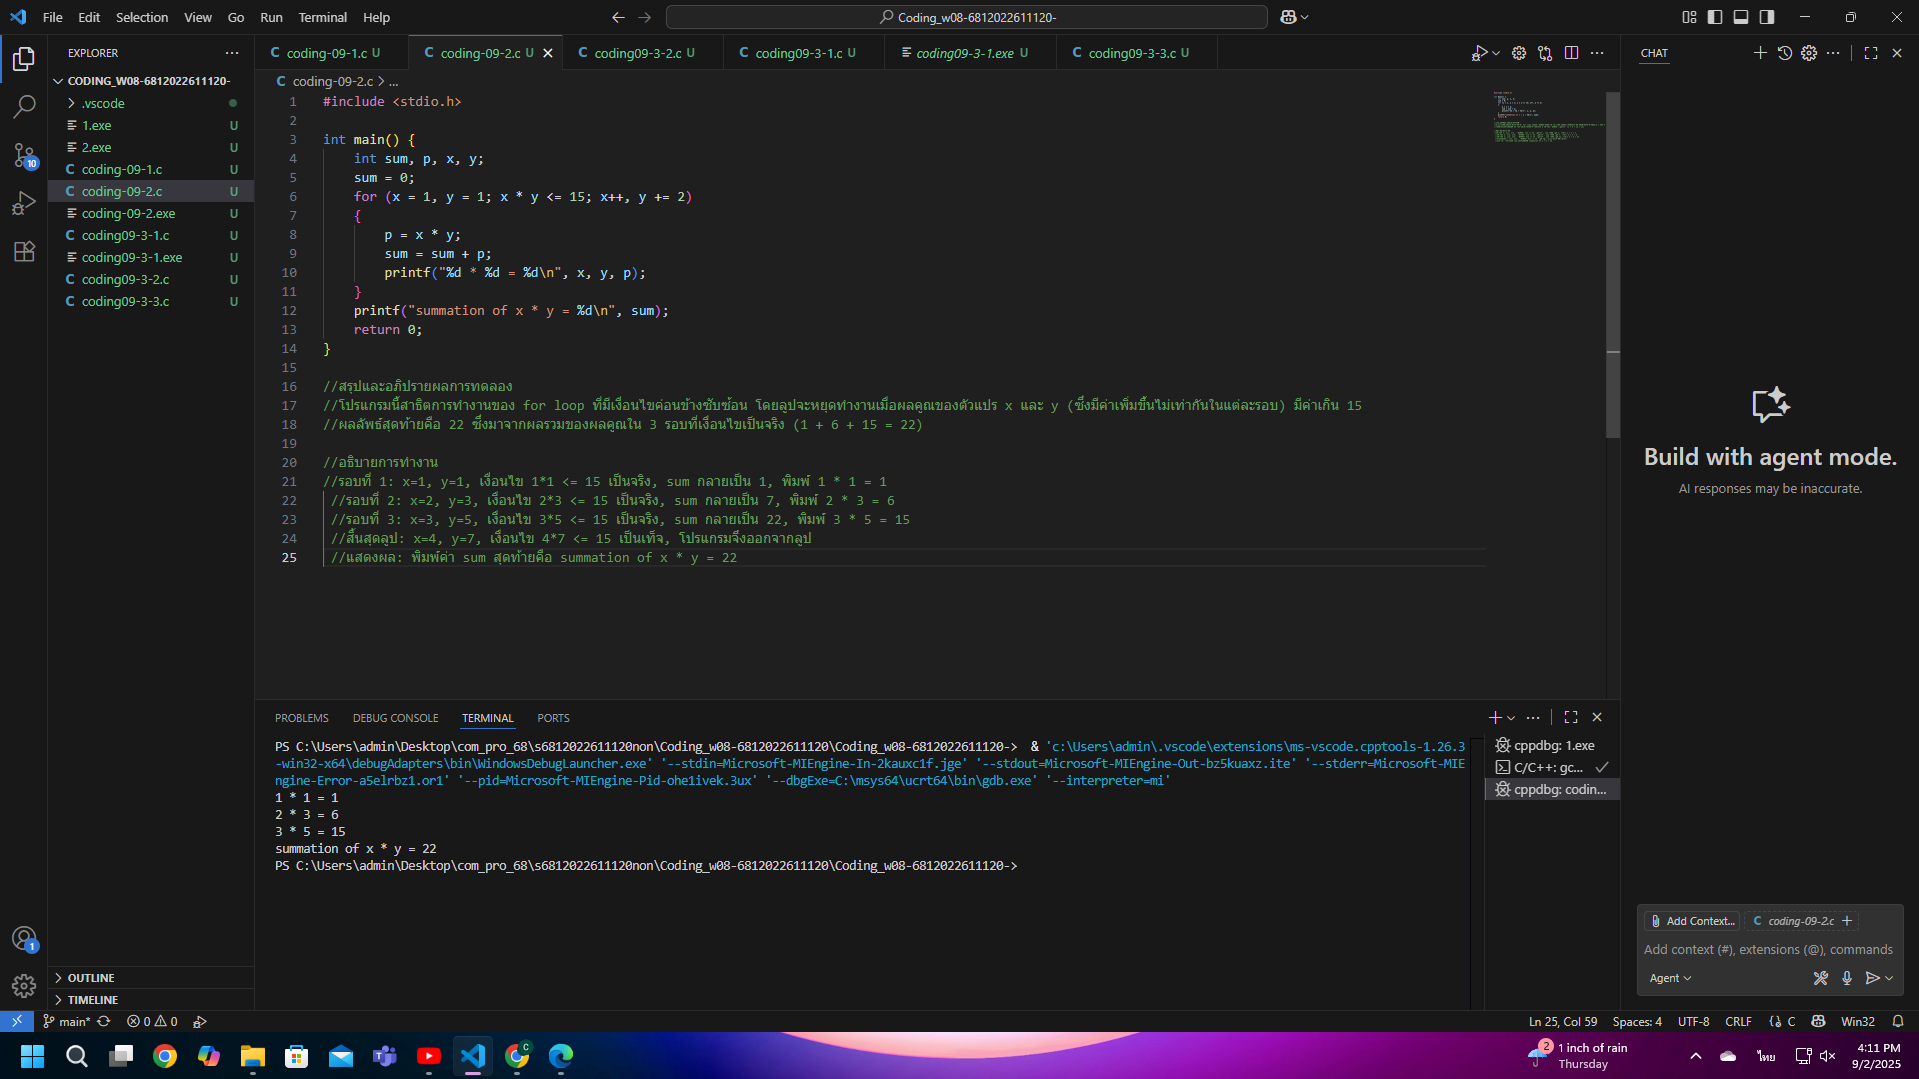 File Edit Selection View Go Run Terminal Help
Coding_w08-6812022611120-
EXPLORER
CODING_W08-6812022611120-
.vscode
1.exe U
2.exe U
coding-09-1.c U
coding-09-2.c U
coding-09-2.exe U
coding09-3-1.c U
coding09-3-1.exe U
coding09-3-2.c U
coding09-3-3.c U
OUTLINE
TIMELINE
10
1
C coding-09-1.c U C coding-09-2.c U C coding09-3-2.c U C coding09-3-1.c U coding09-3-1.exe U C coding09-3-3.c U
C coding-09-2.c > ...
1 #include <stdio.h>
2
3 int main() {
4 int sum, p, x, y;
5 sum = 0;
6 for (x = 1, y = 1; x * y <= 15; x++, y += 2)
7 {
8 p = x * y;
9 sum = sum + p;
10 printf("%d * %d = %d\n", x, y, p);
11 }
12 printf("summation of x * y = %d\n", sum);
13 return 0;
14 }
15
16 //สรุปและอภิปรายผลการทดลอง
17 //โปรแกรมนี้สาธิตการทำงานของ for loop ที่มีเงื่อนไขค่อนข้างซับซ้อน โดยลูปจะหยุดทำงานเมื่อผลคูณของตัวแปร x และ y (ซึ่งมีค่าเพิ่มขึ้นไม่เท่ากันในแต่ละรอบ) มีค่าเกิน 15
18 //ผลลัพธ์สุดท้ายคือ 22 ซึ่งมาจากผลรวมของผลคูณใน 3 รอบที่เงื่อนไขเป็นจริง (1 + 6 + 15 = 22)
19
20 //อธิบายการทำงาน
21 //รอบที่ 1: x=1, y=1, เงื่อนไข 1*1 <= 15 เป็นจริง, sum กลายเป็น 1, พิมพ์ 1 * 1 = 1
22 //รอบที่ 2: x=2, y=3, เงื่อนไข 2*3 <= 15 เป็นจริง, sum กลายเป็น 7, พิมพ์ 2 * 3 = 6
23 //รอบที่ 3: x=3, y=5, เงื่อนไข 3*5 <= 15 เป็นจริง, sum กลายเป็น 22, พิมพ์ 3 * 5 = 15
24 //สิ้นสุดลูป: x=4, y=7, เงื่อนไข 4*7 <= 15 เป็นเท็จ, โปรแกรมจึงออกจากลูป
25 //แสดงผล: พิมพ์ค่า sum สุดท้ายคือ summation of x * y = 22
PROBLEMS DEBUG CONSOLE TERMINAL PORTS
PS C:\Users\admin\Desktop\com_pro_68\s6812022611120non\Coding_w08-6812022611120\Coding_w08-6812022611120-> & 'c:\Users\admin\.vscode\extensions\ms-vscode.cpptools-1.26.3
-win32-x64\debugAdapters\bin\WindowsDebugLauncher.exe' '--stdin=Microsoft-MIEngine-In-2kauxc1f.jge' '--stdout=Microsoft-MIEngine-Out-bz5kuaxz.ite' '--stderr=Microsoft-MIE
ngine-Error-a5elrbz1.or1' '--pid=Microsoft-MIEngine-Pid-ohe1ivek.3ux' '--dbgExe=C:\msys64\ucrt64\bin\gdb.exe' '--interpreter=mi'
1 * 1 = 1
2 * 3 = 6
3 * 5 = 15
summation of x * y = 22
PS C:\Users\admin\Desktop\com_pro_68\s6812022611120non\Coding_w08-6812022611120\Coding_w08-6812022611120->
cppdbg: 1.exe
C/C++: gc...
cppdbg: codin...
CHAT
Build with agent mode.
AI responses may be inaccurate.
Add Context... C coding-09-2.c
Add context (#), extensions (@), commands
Agent
main* 0 0
Ln 25, Col 59 Spaces: 4 UTF-8 CRLF C Win32
2
1 inch of rain
Thursday
ไทย
4:11 PM
9/2/2025